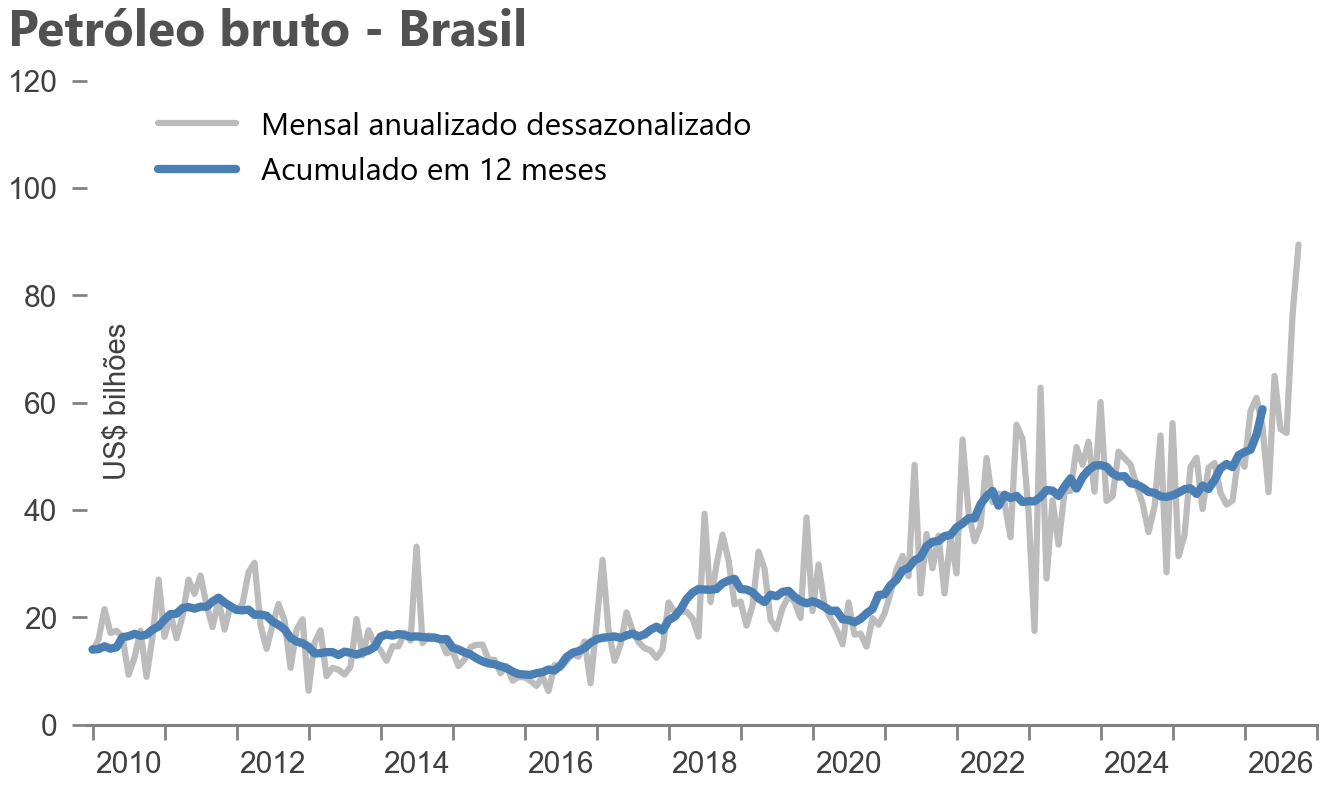 Petróleo bruto - Brasil
120
Mensal anualizado dessazonalizado
Acumulado em 12 meses
100
80
US$ bilhões
60
40
20
0
2010 2012 2014 2016 2018 2020 2022 2024 2026